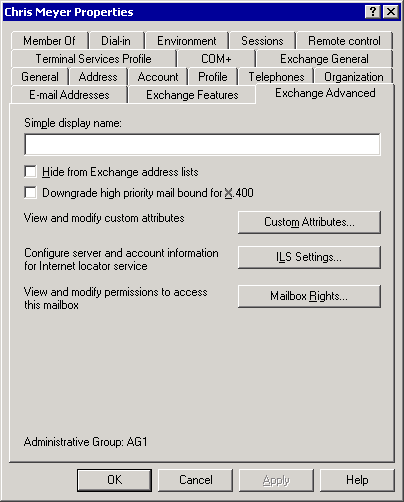 Chris Meyer Properties
Member Of Dial-in Environment Sessions Remote control
Terminal Services Profile COM+ Exchange General
General Address Account Profile Telephones Organization
E-mail Addresses Exchange Features Exchange Advanced
Simple display name:
Hide from Exchange address lists
Downgrade high priority mail bound for X.400
View and modify custom attributes Custom Attributes...
Configure server and account information
for Internet locator service ILS Settings...
View and modify permissions to access
this mailbox Mailbox Rights...
Administrative Group: AG1
OK Cancel Apply Help